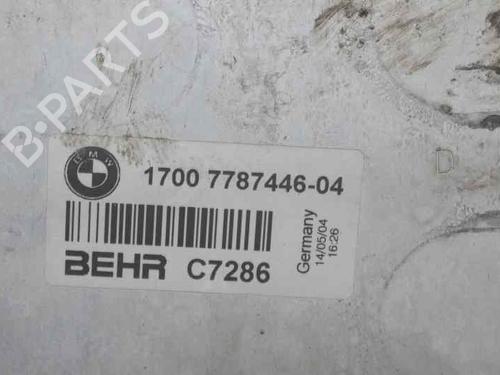 B-PARTS
BMW
1700 7787446-04
BEHR C7286
Germany
14/05/04
16:26
D